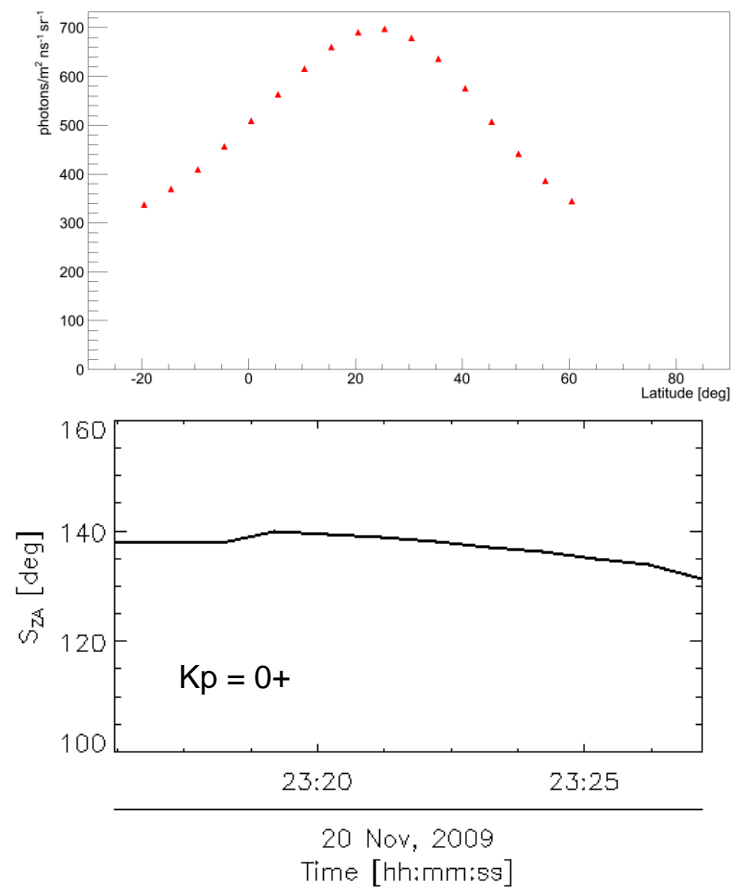 photons/m² ns⁻¹ sr⁻¹
700
600
500
400
300
200
100
0
-20 0 20 40 60 80
Latitude [deg]
S_ZA [deg]
160
140
120
100
Kp = 0+
23:20 23:25
20 Nov, 2009
Time [hh:mm:ss]